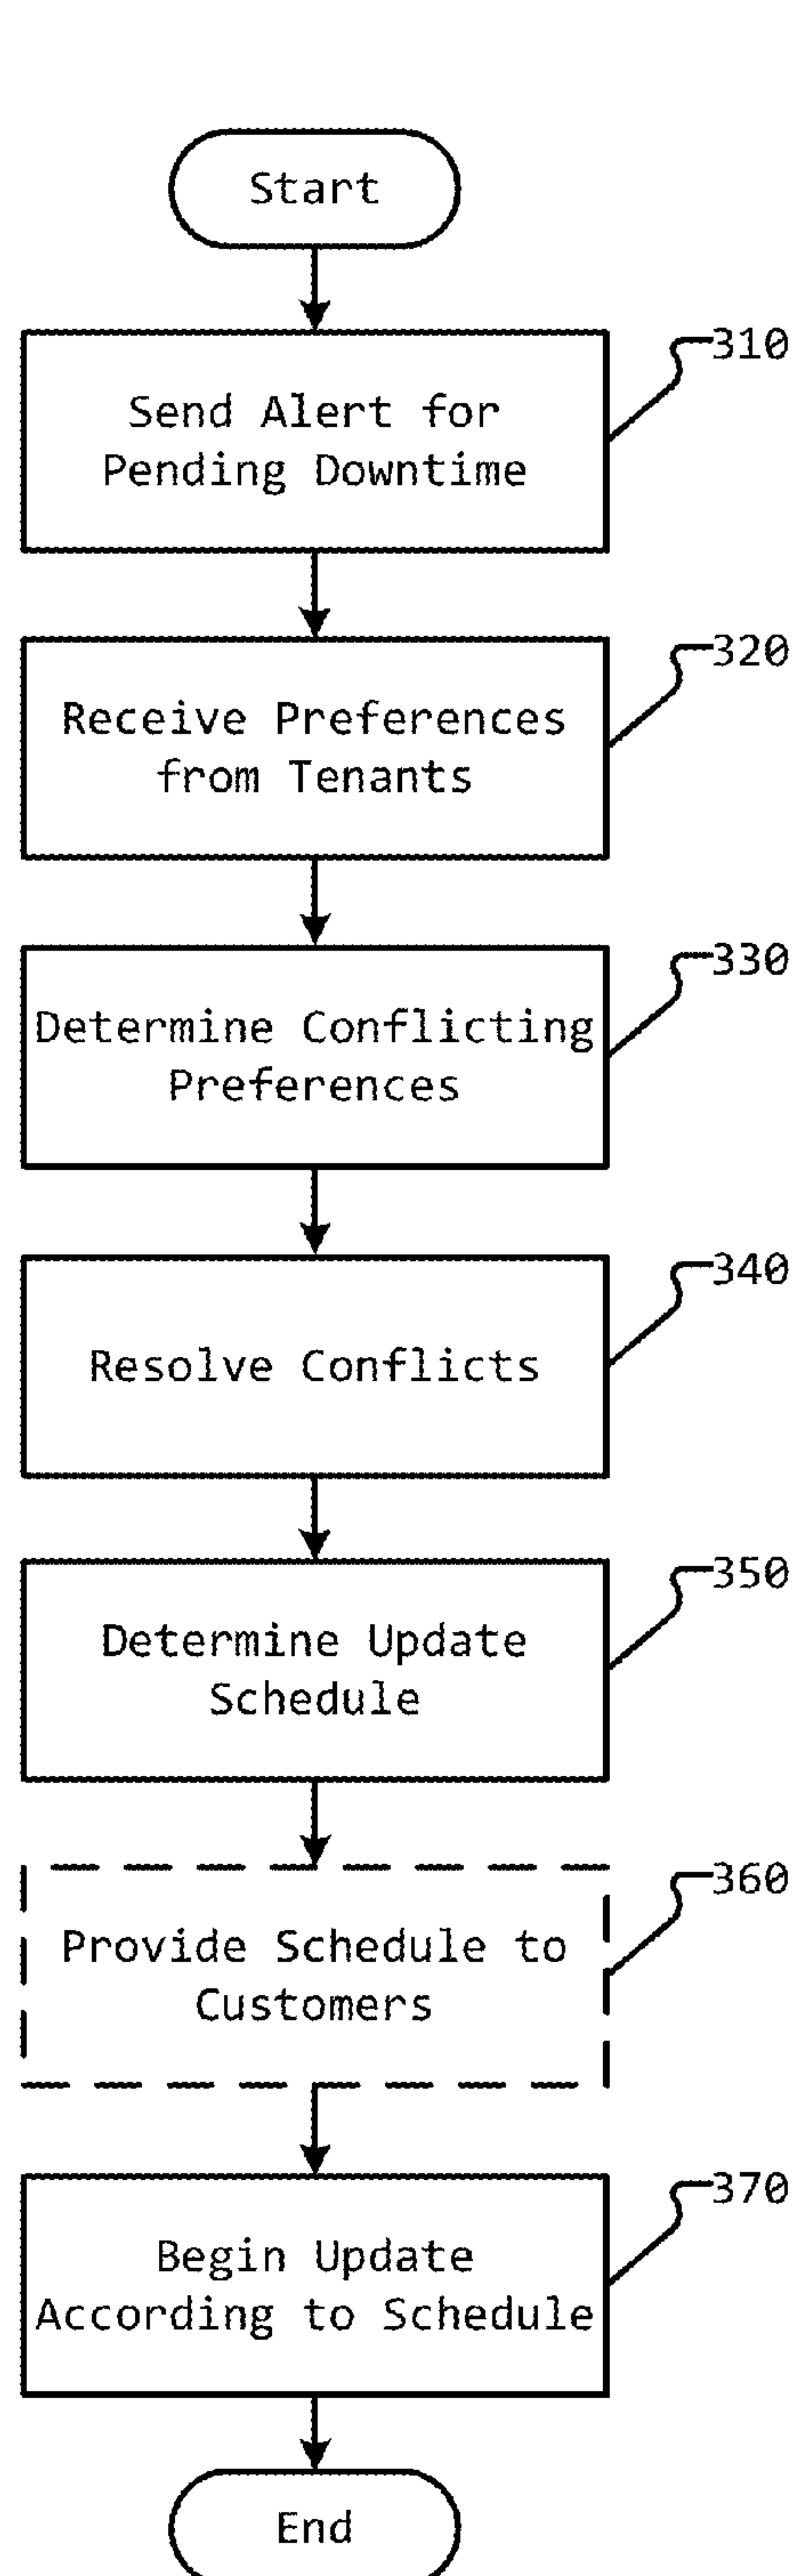 Start
310
Send Alert for
Pending Downtime
320
Receive Preferences
from Tenants
330
Determine Conflicting
Preferences
340
Resolve Conflicts
350
Determine Update
Schedule
360
Provide Schedule to
Customers
370
Begin Update
According to Schedule
End